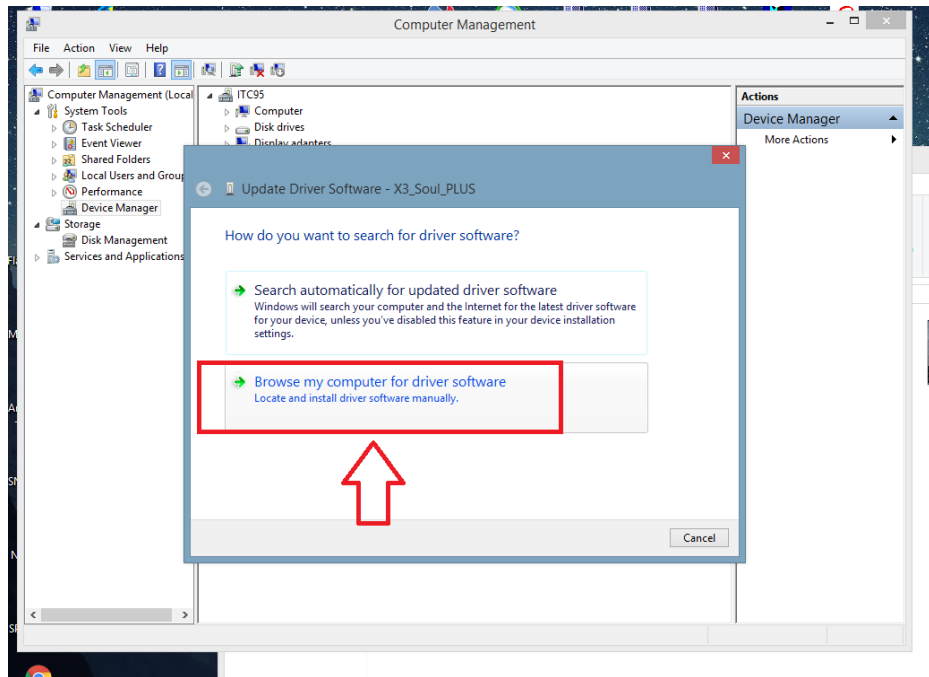 Computer Management
File Action View Help
Computer Management (Local
System Tools
Task Scheduler
Event Viewer
Shared Folders
Local Users and Group
Performance
Device Manager
Storage
Disk Management
Services and Applications
ITC95
Computer
Disk drives
Display adapters
Actions
Device Manager
More Actions
Update Driver Software - X3_Soul_PLUS
How do you want to search for driver software?
Search automatically for updated driver software
Windows will search your computer and the Internet for the latest driver software
for your device, unless you've disabled this feature in your device installation
settings.
Browse my computer for driver software
Locate and install driver software manually.
Cancel